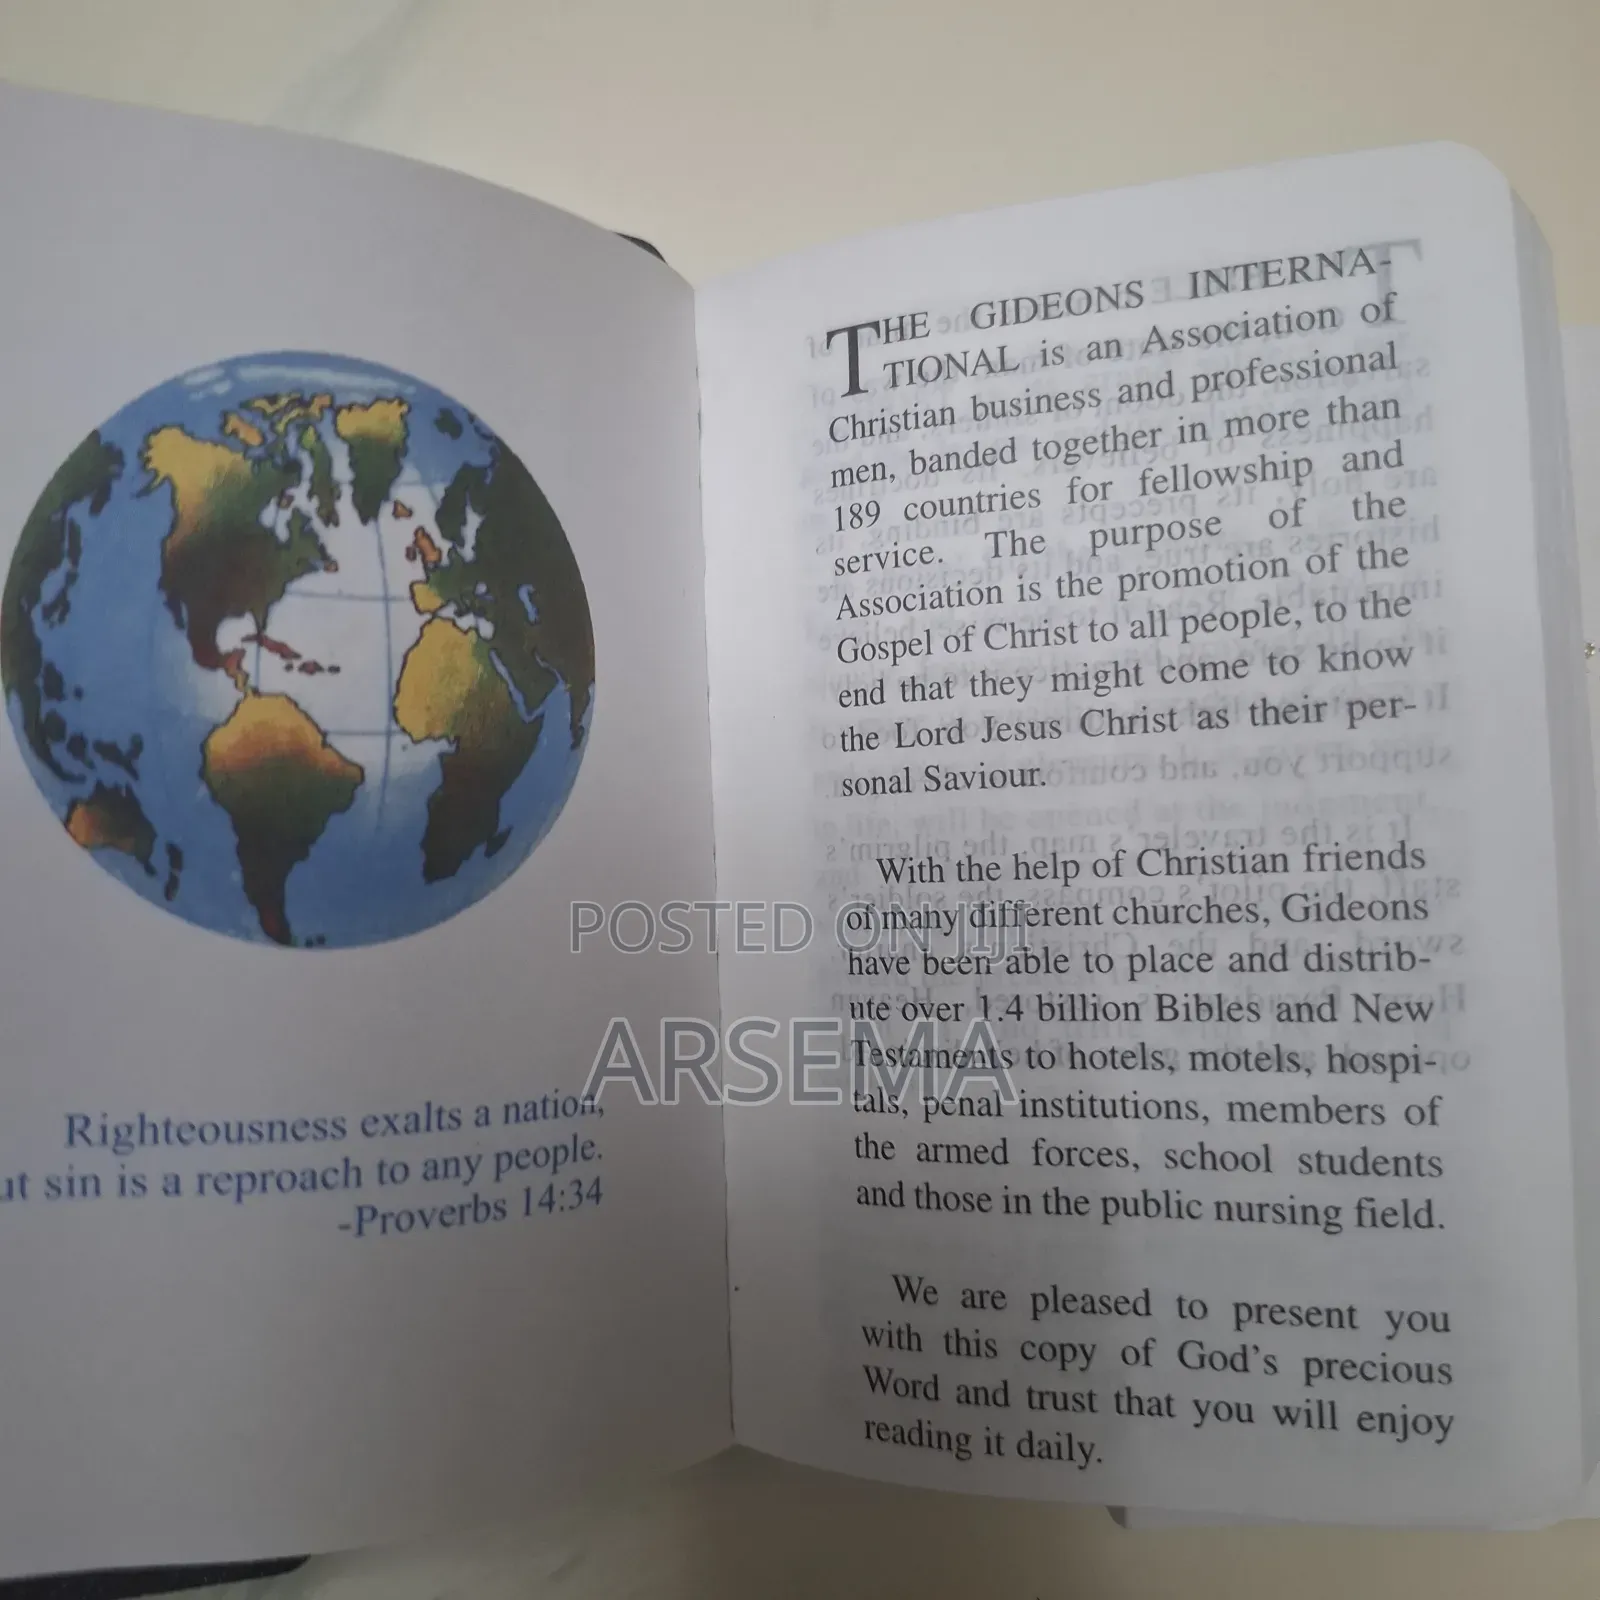 Righteousness exalts a nation,
sin is a reproach to any people.
-Proverbs 14:34
THE GIDEONS INTERNA-
TIONAL is an Association of
Christian business and professional
men, banded together in more than
189 countries for fellowship and
service. The purpose of the
Association is the promotion of the
Gospel of Christ to all people, to the
end that they might come to know
the Lord Jesus Christ as their per-
sonal Saviour.
With the help of Christian friends
of many different churches, Gideons
have been able to place and distrib-
ute over 1.4 billion Bibles and New
Testaments to hotels, motels, hospi-
tals, penal institutions, members of
the armed forces, school students
and those in the public nursing field.
We are pleased to present you
with this copy of God's precious
Word and trust that you will enjoy
reading it daily.
POSTED ON JIJI
ARSEMA